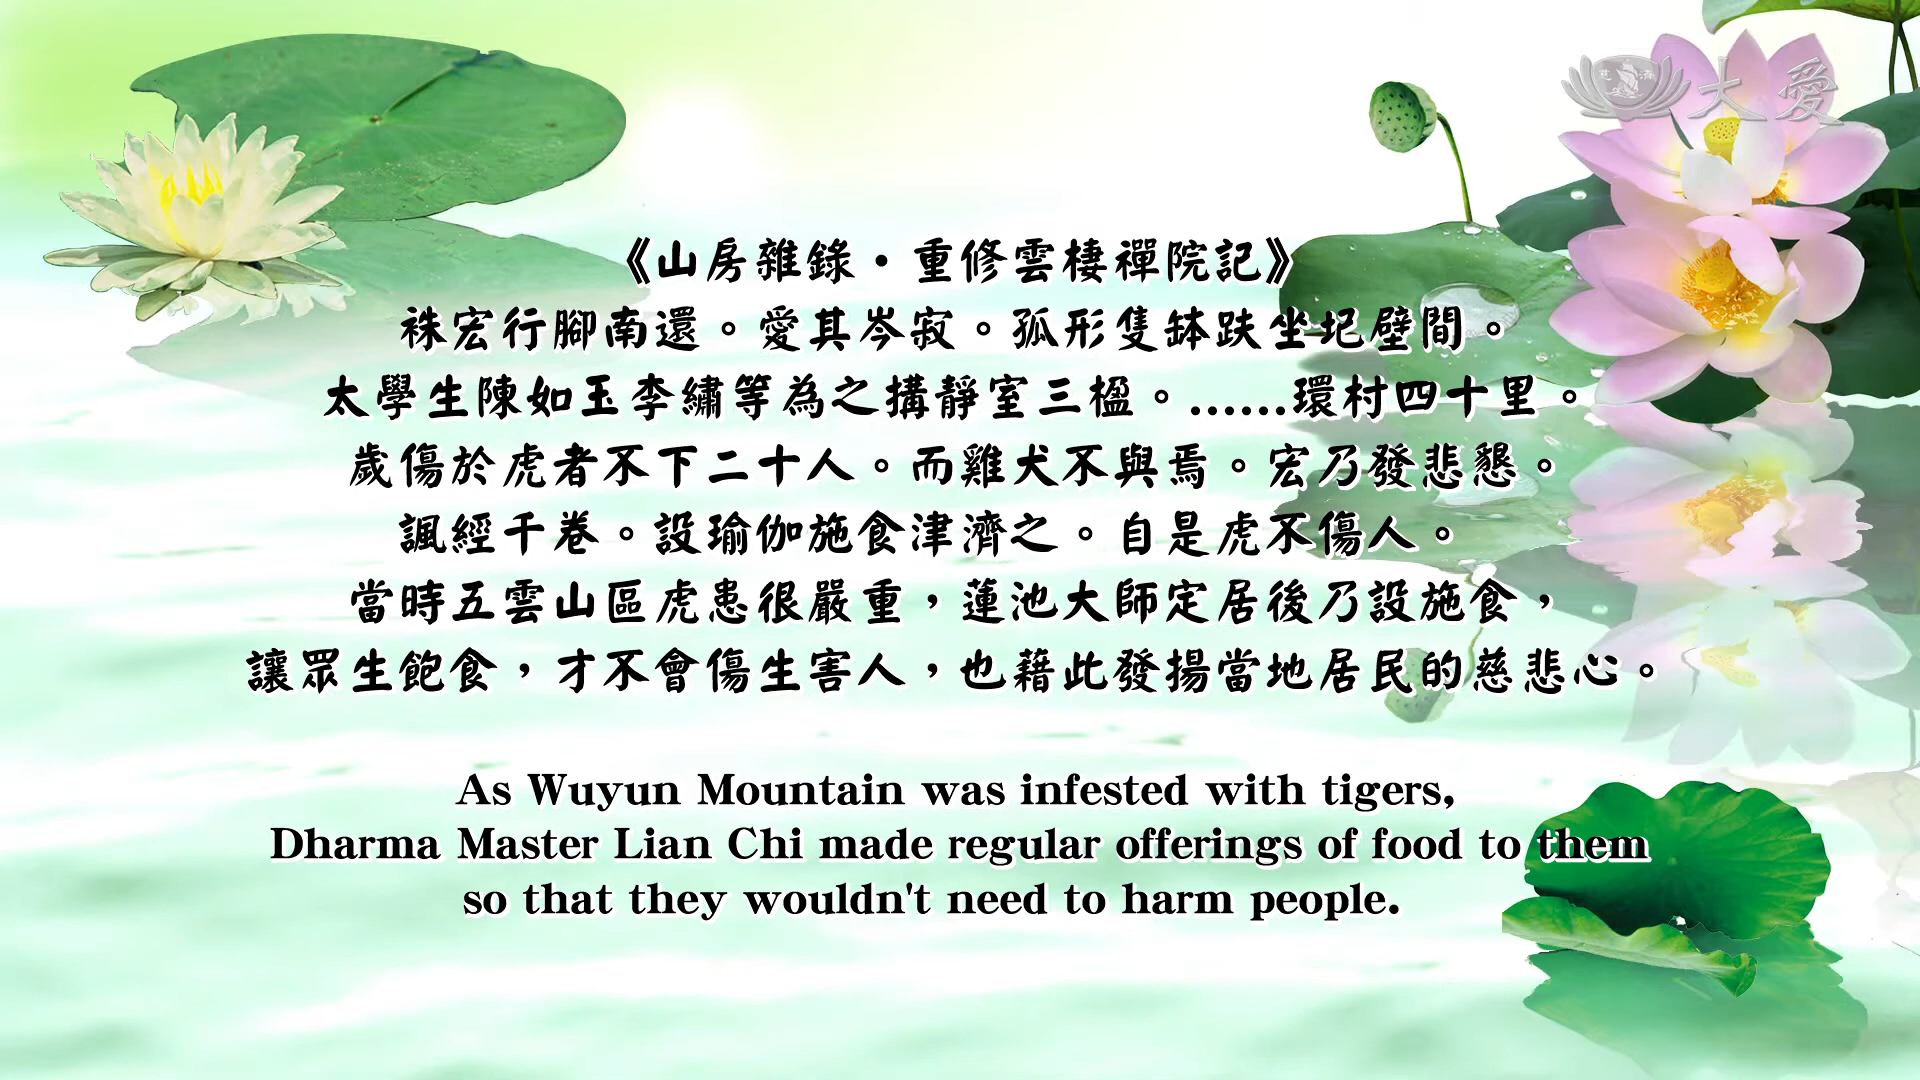 大愛
慈濟
《山房雜錄·重修雲棲禪院記》
祩宏行腳南還。愛其岑寂。孤形隻缽趺坐圮壁間。
太學生陳如玉李繡等為之搆靜室三楹。......環村四十里。
歲傷於虎者不下二十人。而雞犬不與焉。宏乃發悲懇。
諷經千卷。設瑜伽施食津濟之。自是虎不傷人。
當時五雲山區虎患很嚴重，蓮池大師定居後乃設施食，
讓眾生飽食，才不會傷生害人，也藉此發揚當地居民的慈悲心。
As Wuyun Mountain was infested with tigers,
Dharma Master Lian Chi made regular offerings of food to them
so that they wouldn't need to harm people.